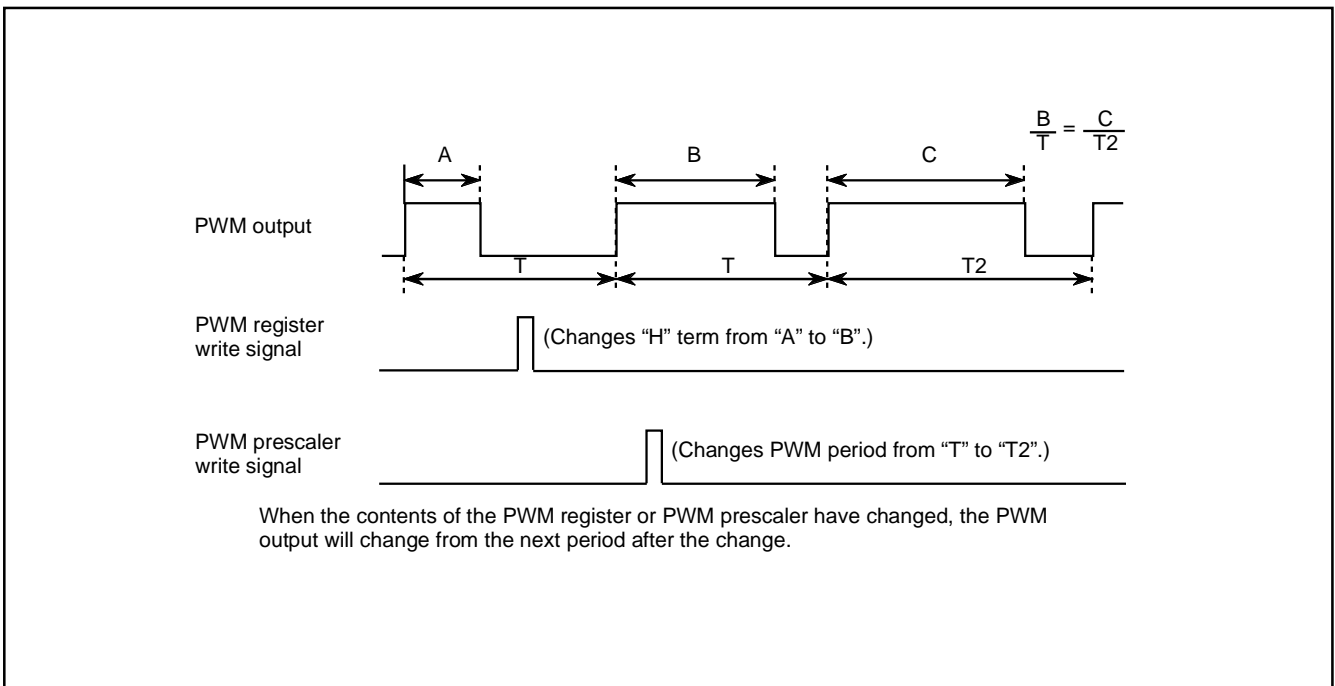 B/T = C/T2
A
B
C
PWM output
T
T
T2
PWM register
write signal
(Changes “H” term from “A” to “B”.)
PWM prescaler
write signal
(Changes PWM period from “T” to “T2”.)
When the contents of the PWM register or PWM prescaler have changed, the PWM
output will change from the next period after the change.